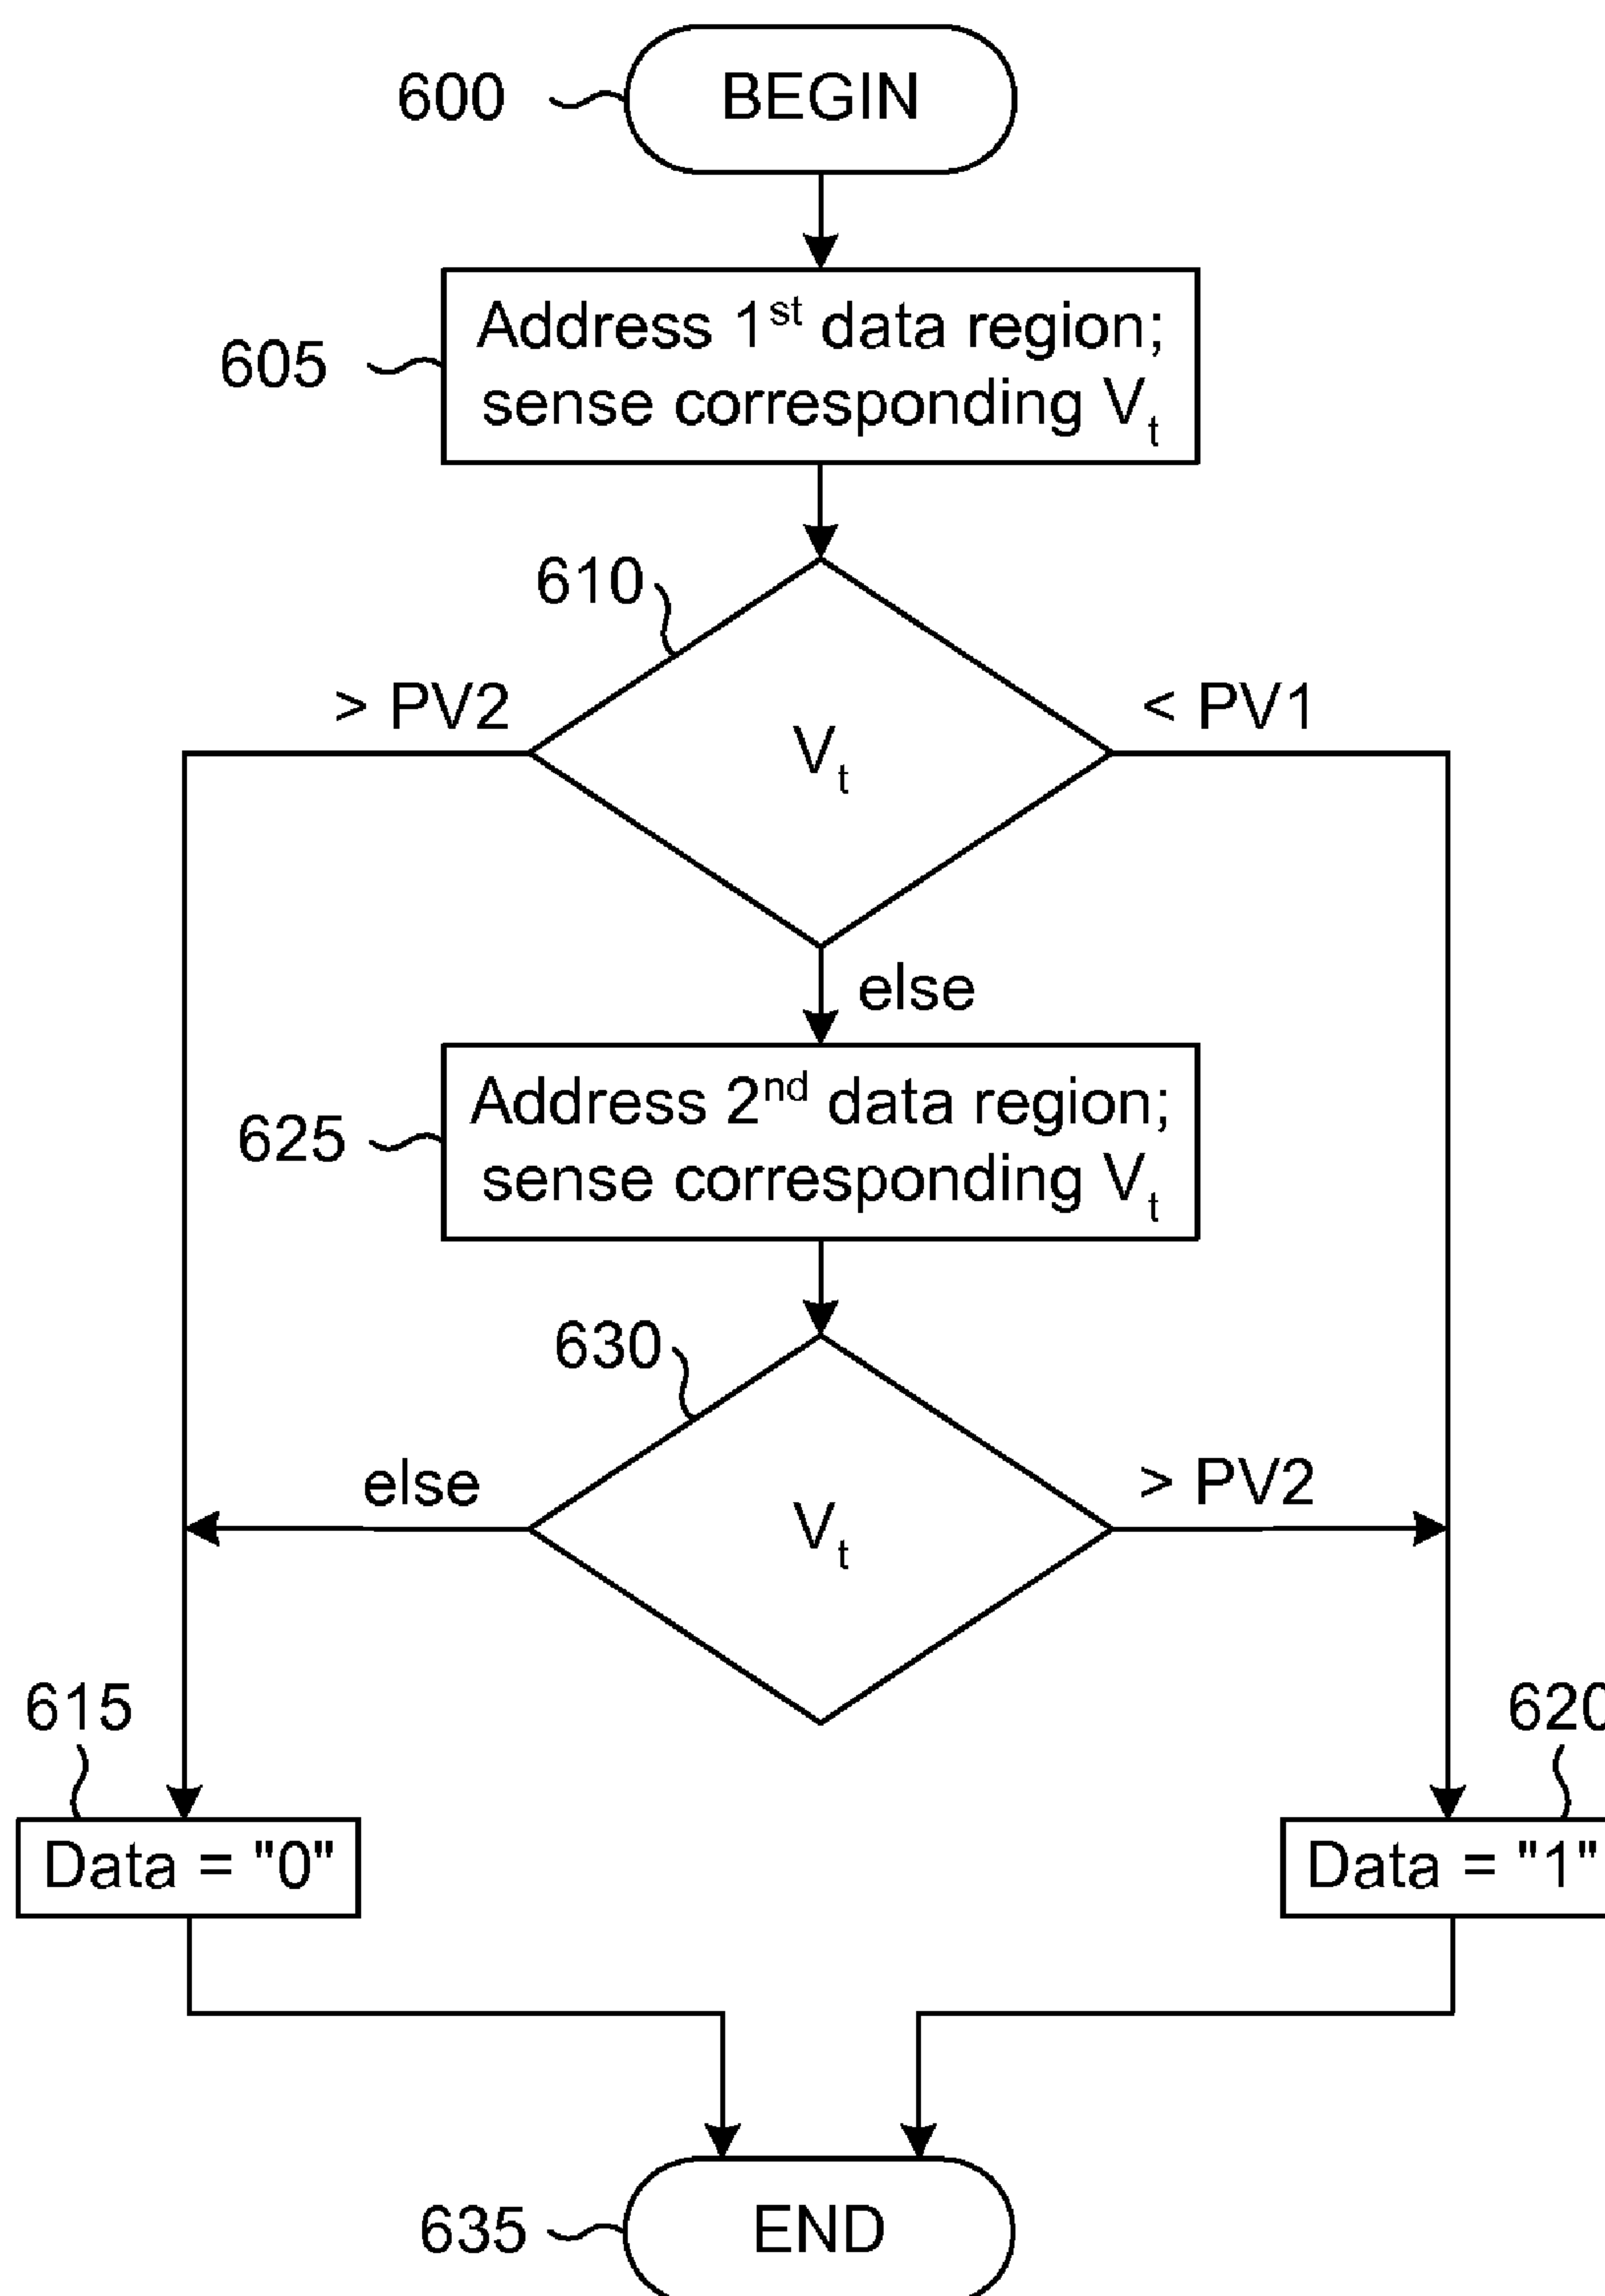 600
BEGIN
605
Address 1st data region;
sense corresponding Vt
610
> PV2
< PV1
Vt
else
625
Address 2nd data region;
sense corresponding Vt
630
else
> PV2
Vt
615
620
Data = "0"
Data = "1"
635
END